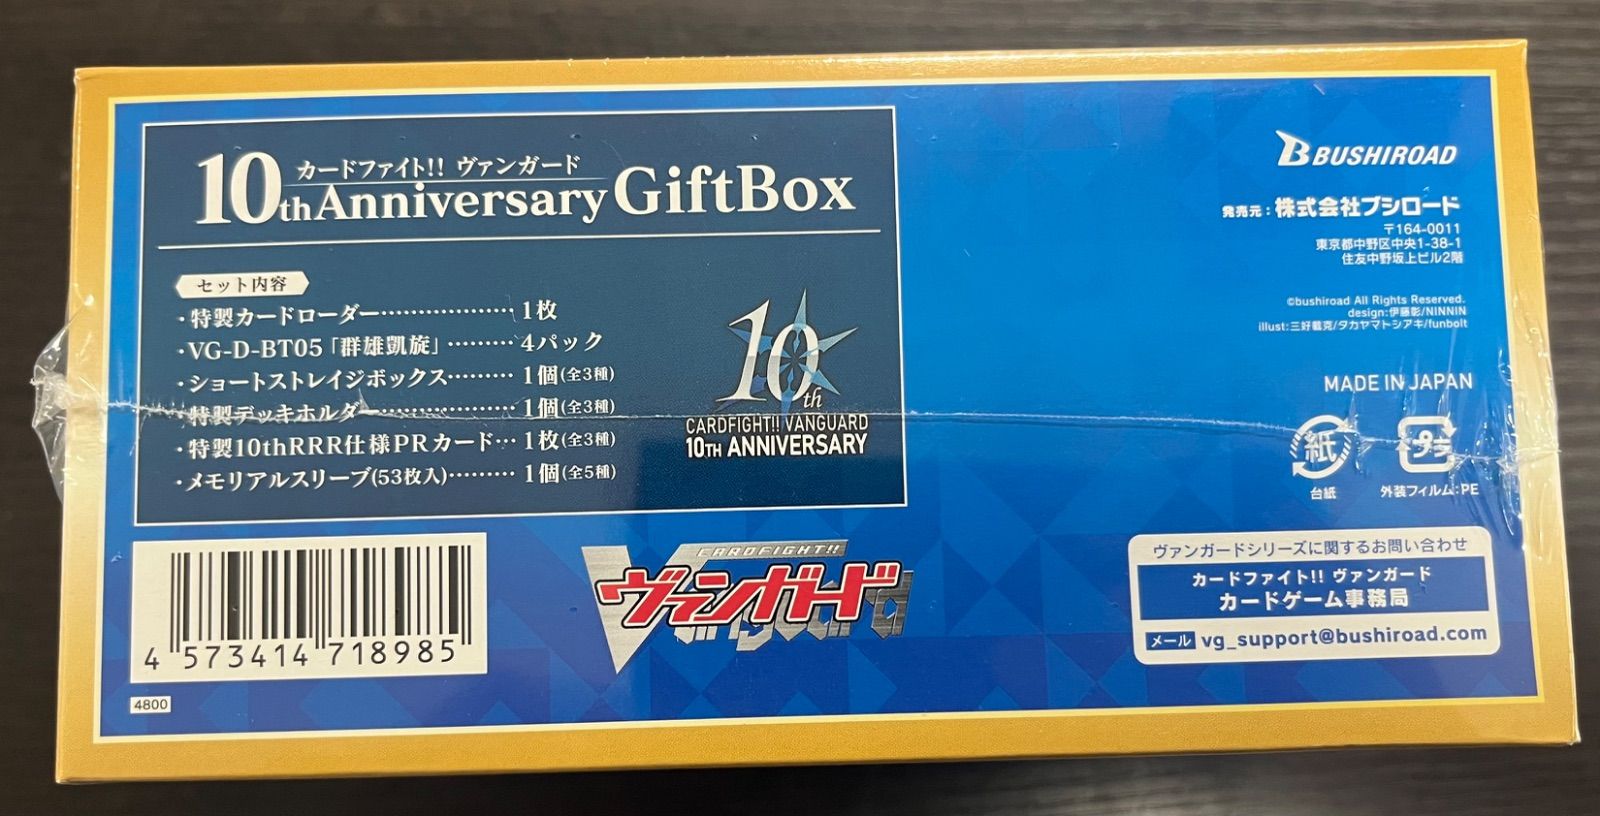 カードファイト!! ヴァンガード
10th Anniversary GiftBox
セット内容
・特製カードローダー……………… 1枚
・VG-D-BT05「群雄凱旋」……… 4パック
・ショートストレイジボックス……… 1個(全3種)
・特製デッキホルダー……………… 1個(全3種)
・特製10thRRR仕様PRカード… 1枚(全3種)
・メモリアルスリーブ(53枚入)……… 1個(全5種)
10th
CARDFIGHT!! VANGUARD
10TH ANNIVERSARY
4 573414 718985
4800
CARDFIGHT!!
ヴァンガード
Vanguard
BUSHIROAD
発売元:株式会社ブシロード
〒164-0011
東京都中野区中央1-38-1
住友中野坂上ビル2階
©bushiroad All Rights Reserved.
design:伊藤彰/NINNIN
illust:三好載克/タカヤマトシアキ/funbolt
MADE IN JAPAN
紙
台紙
プラ
外装フィルム:PE
ヴァンガードシリーズに関するお問い合わせ
カードファイト!! ヴァンガード
カードゲーム事務局
メール vg_support@bushiroad.com